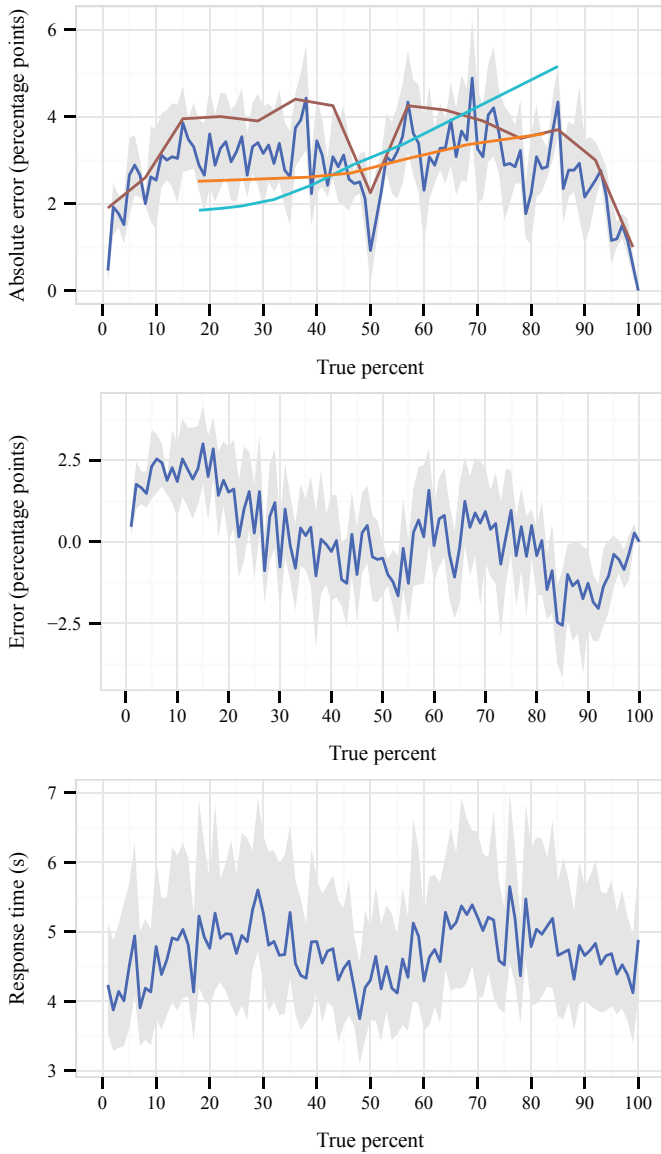 Absolute error (percentage points)
6
4
2
0
0 10 20 30 40 50 60 70 80 90 100
True percent
Error (percentage points)
2.5
0.0
−2.5
0 10 20 30 40 50 60 70 80 90 100
True percent
Response time (s)
7
6
5
4
3
0 10 20 30 40 50 60 70 80 90 100
True percent